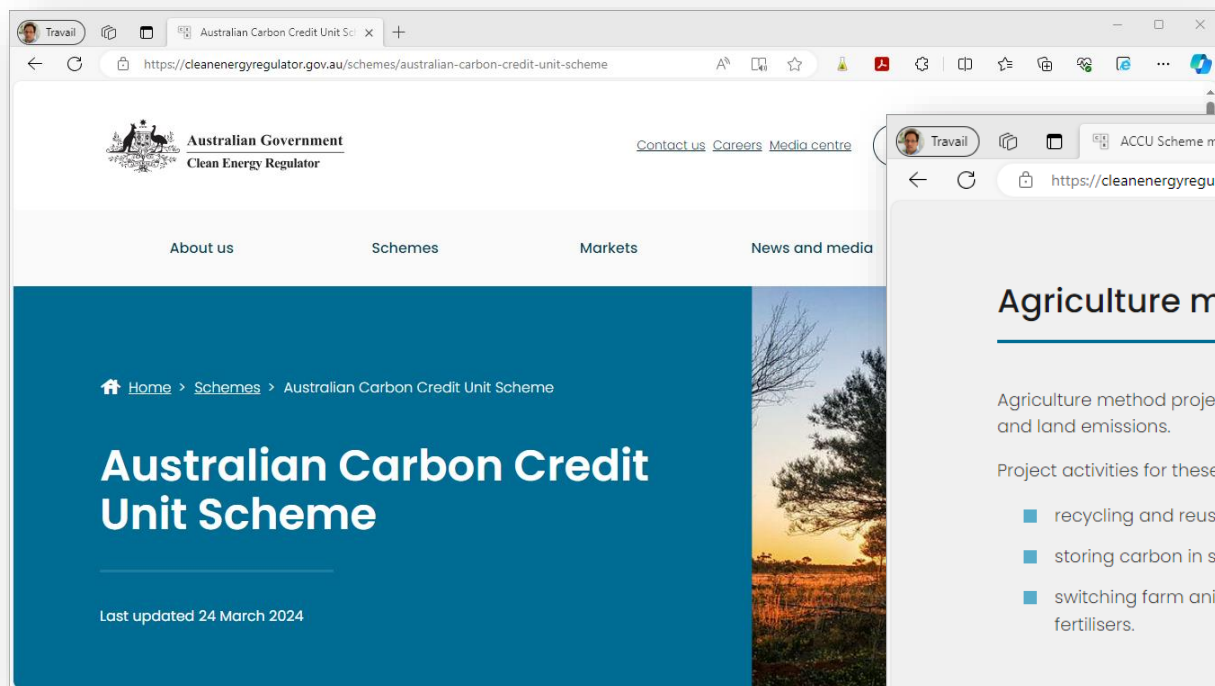 Travail
Australian Carbon Credit Unit Sc
https://cleanenergyregulator.gov.au/schemes/australian-carbon-credit-unit-scheme
Australian Government
Clean Energy Regulator
Contact us Careers Media centre
About us Schemes Markets News and media
Home > Schemes > Australian Carbon Credit Unit Scheme
Australian Carbon Credit
Unit Scheme
Last updated 24 March 2024
Travail
ACCU Scheme m
https://cleanenergyregu
Agriculture m
Agriculture method proje
and land emissions.
Project activities for these
recycling and reus
storing carbon in s
switching farm ani
fertilisers.